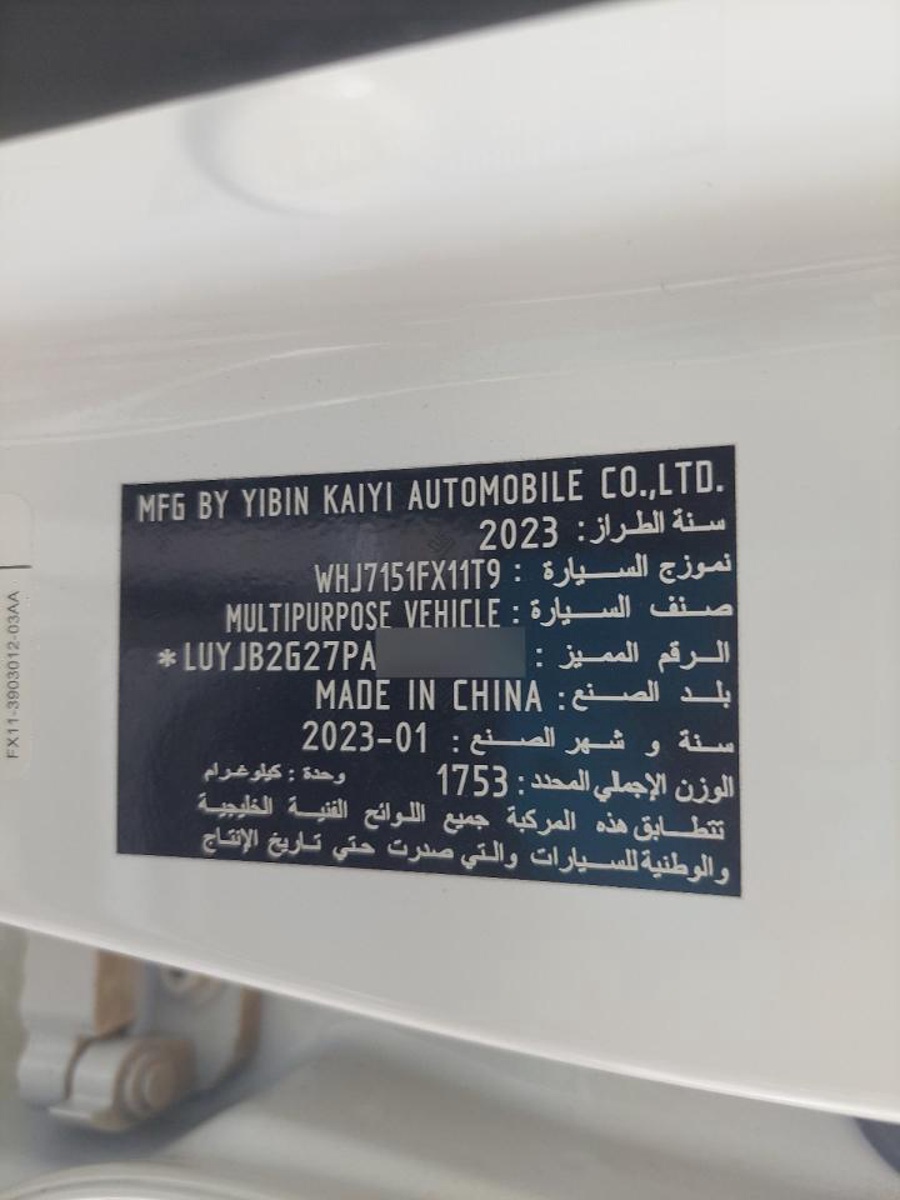 MFG BY YIBIN KAIYI AUTOMOBILE CO.,LTD.
سنة الطراز: 2023
نموزج السيارة : WHJ7151FX11T9
صنف السيارة : MULTIPURPOSE VEHICLE
الرقم المميز : *LUYJB2G27PA
بلد الصنع : MADE IN CHINA
سنة و شهر الصنع : 2023-01
الوزن الإجمالي المحدد : 1753 وحدة : كيلوغرام
تتطابق هذه المركبة جميع اللوائح الفنية الخليجية
والوطنية للسيارات والتي صدرت حتي تاريخ الإنتاج
FX11-3903012-03AA